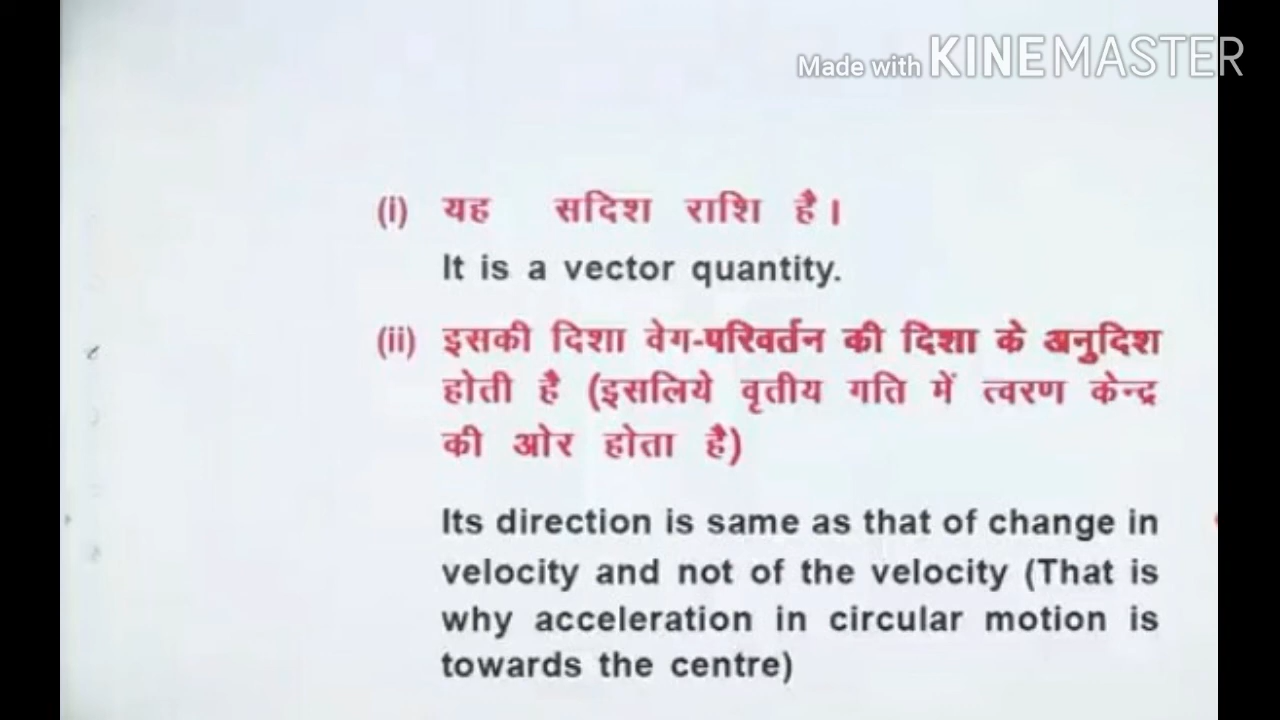 Made with KINEMASTER
(i) यह सदिश राशि है।
It is a vector quantity.
(ii) इसकी दिशा वेग-परिवर्तन की दिशा के अनुदिश
होती है (इसलिये वृतीय गति में त्वरण केन्द्र
की ओर होता है)
Its direction is same as that of change in
velocity and not of the velocity (That is
why acceleration in circular motion is
towards the centre)